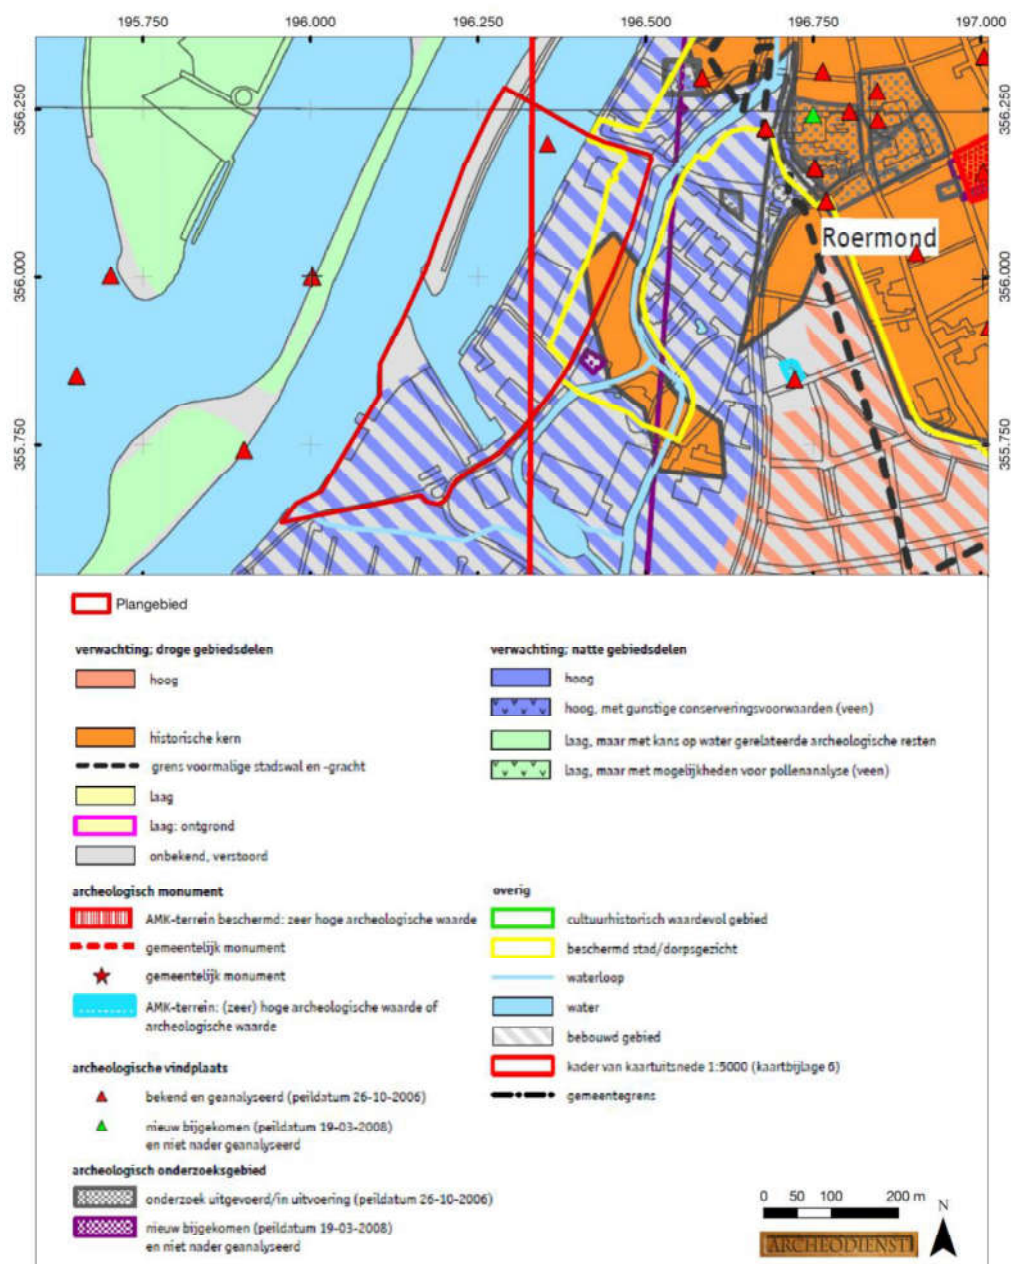 195.750 196.000 196.250 196.500 196.750 197.000
356.250 356.250
Roermond
356.000 356.000
355.750 355.750
Plangebied
verwachting; droge gebiedsdelen
hoog
historische kern
grens voormalige stadswal en -gracht
laag
laag: ontgrond
onbekend, verstoord
verwachting; natte gebiedsdelen
hoog
hoog, met gunstige conserveringsvoorwaarden (veen)
laag, maar met kans op water gerelateerde archeologische resten
laag, maar met mogelijkheden voor pollenanalyse (veen)
archeologisch monument
AMK-terrein beschermd: zeer hoge archeologische waarde
gemeentelijk monument
gemeentelijk monument
AMK-terrein: (zeer) hoge archeologische waarde of
archeologische waarde
overig
cultuurhistorisch waardevol gebied
beschermd stad/dorpsgezicht
waterloop
water
bebouwd gebied
kader van kaartuitsnede 1:5000 (kaartbijlage 6)
gemeentegrens
archeologische vindplaats
bekend en geanalyseerd (peildatum 26-10-2006)
nieuw bijgekomen (peildatum 19-03-2008)
en niet nader geanalyseerd
archeologisch onderzoeksgebied
onderzoek uitgevoerd/in uitvoering (peildatum 26-10-2006)
nieuw bijgekomen (peildatum 19-03-2008)
en niet nader geanalyseerd
0 50 100 200 m
N
ARCHEODIENST